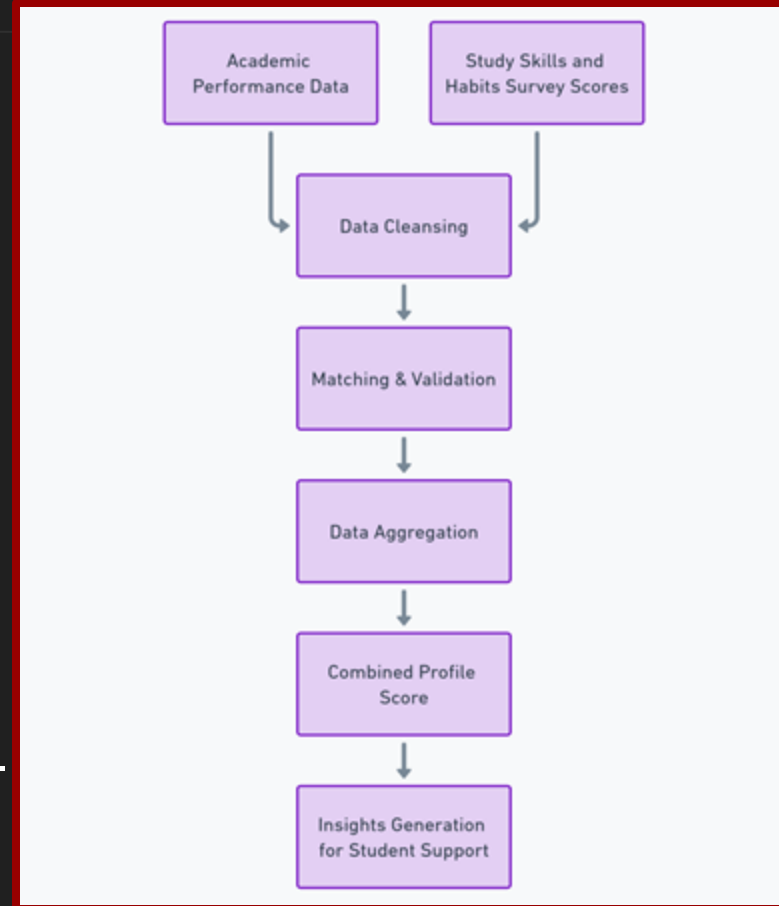 Academic
Performance Data
Study Skills and
Habits Survey Scores
Data Cleansing
Matching & Validation
Data Aggregation
Combined Profile
Score
Insights Generation
for Student Support